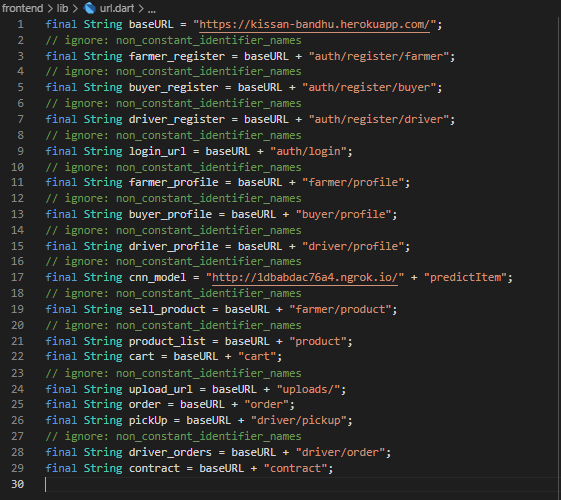 frontend > lib > url.dart > ...
1 final String baseURL = "https://kissan-bandhu.herokuapp.com/";
2 // ignore: non_constant_identifier_names
3 final String farmer_register = baseURL + "auth/register/farmer";
4 // ignore: non_constant_identifier_names
5 final String buyer_register = baseURL + "auth/register/buyer";
6 // ignore: non_constant_identifier_names
7 final String driver_register = baseURL + "auth/register/driver";
8 // ignore: non_constant_identifier_names
9 final String login_url = baseURL + "auth/login";
10 // ignore: non_constant_identifier_names
11 final String farmer_profile = baseURL + "farmer/profile";
12 // ignore: non_constant_identifier_names
13 final String buyer_profile = baseURL + "buyer/profile";
14 // ignore: non_constant_identifier_names
15 final String driver_profile = baseURL + "driver/profile";
16 // ignore: non_constant_identifier_names
17 final String cnn_model = "http://1dbabdac76a4.ngrok.io/" + "predictItem";
18 // ignore: non_constant_identifier_names
19 final String sell_product = baseURL + "farmer/product";
20 // ignore: non_constant_identifier_names
21 final String product_list = baseURL + "product";
22 final String cart = baseURL + "cart";
23 // ignore: non_constant_identifier_names
24 final String upload_url = baseURL + "uploads/";
25 final String order = baseURL + "order";
26 final String pickUp = baseURL + "driver/pickup";
27 // ignore: non_constant_identifier_names
28 final String driver_orders = baseURL + "driver/order";
29 final String contract = baseURL + "contract";
30